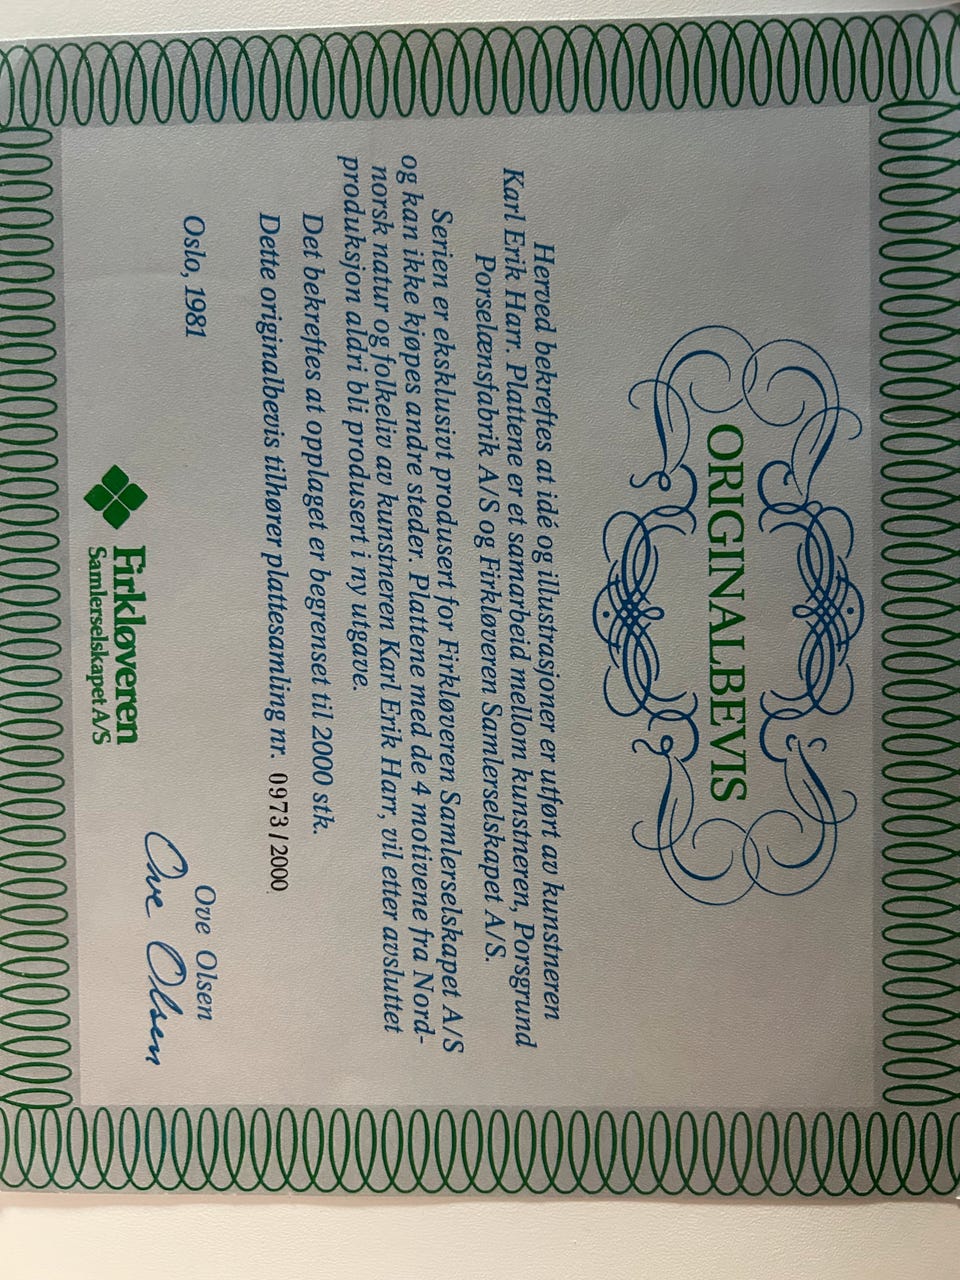 ORIGINALBEVIS
Herved bekreftes at idé og illustrasjoner er utført av kunstneren
Karl Erik Harr. Plattene er et samarbeid mellom kunstneren, Porsgrund
Porselænsfabrik A/S og Firkløveren Samlerselskapet A/S.
Serien er eksklusivt produsert for Firkløveren Samlerselskapet A/S
og kan ikke kjøpes andre steder. Plattene med de 4 motivene fra Nord-
norsk natur og folkeliv av kunstneren Karl Erik Harr, vil etter avsluttet
produksjon aldri bli produsert i ny utgave.
Det bekreftes at opplaget er begrenset til 2000 stk.
Dette originalbevis tilhører plattesamling nr. 0973/2000
Oslo, 1981
Ove Olsen
Ove Olsen
Firkløveren
Samlerselskapet A/S